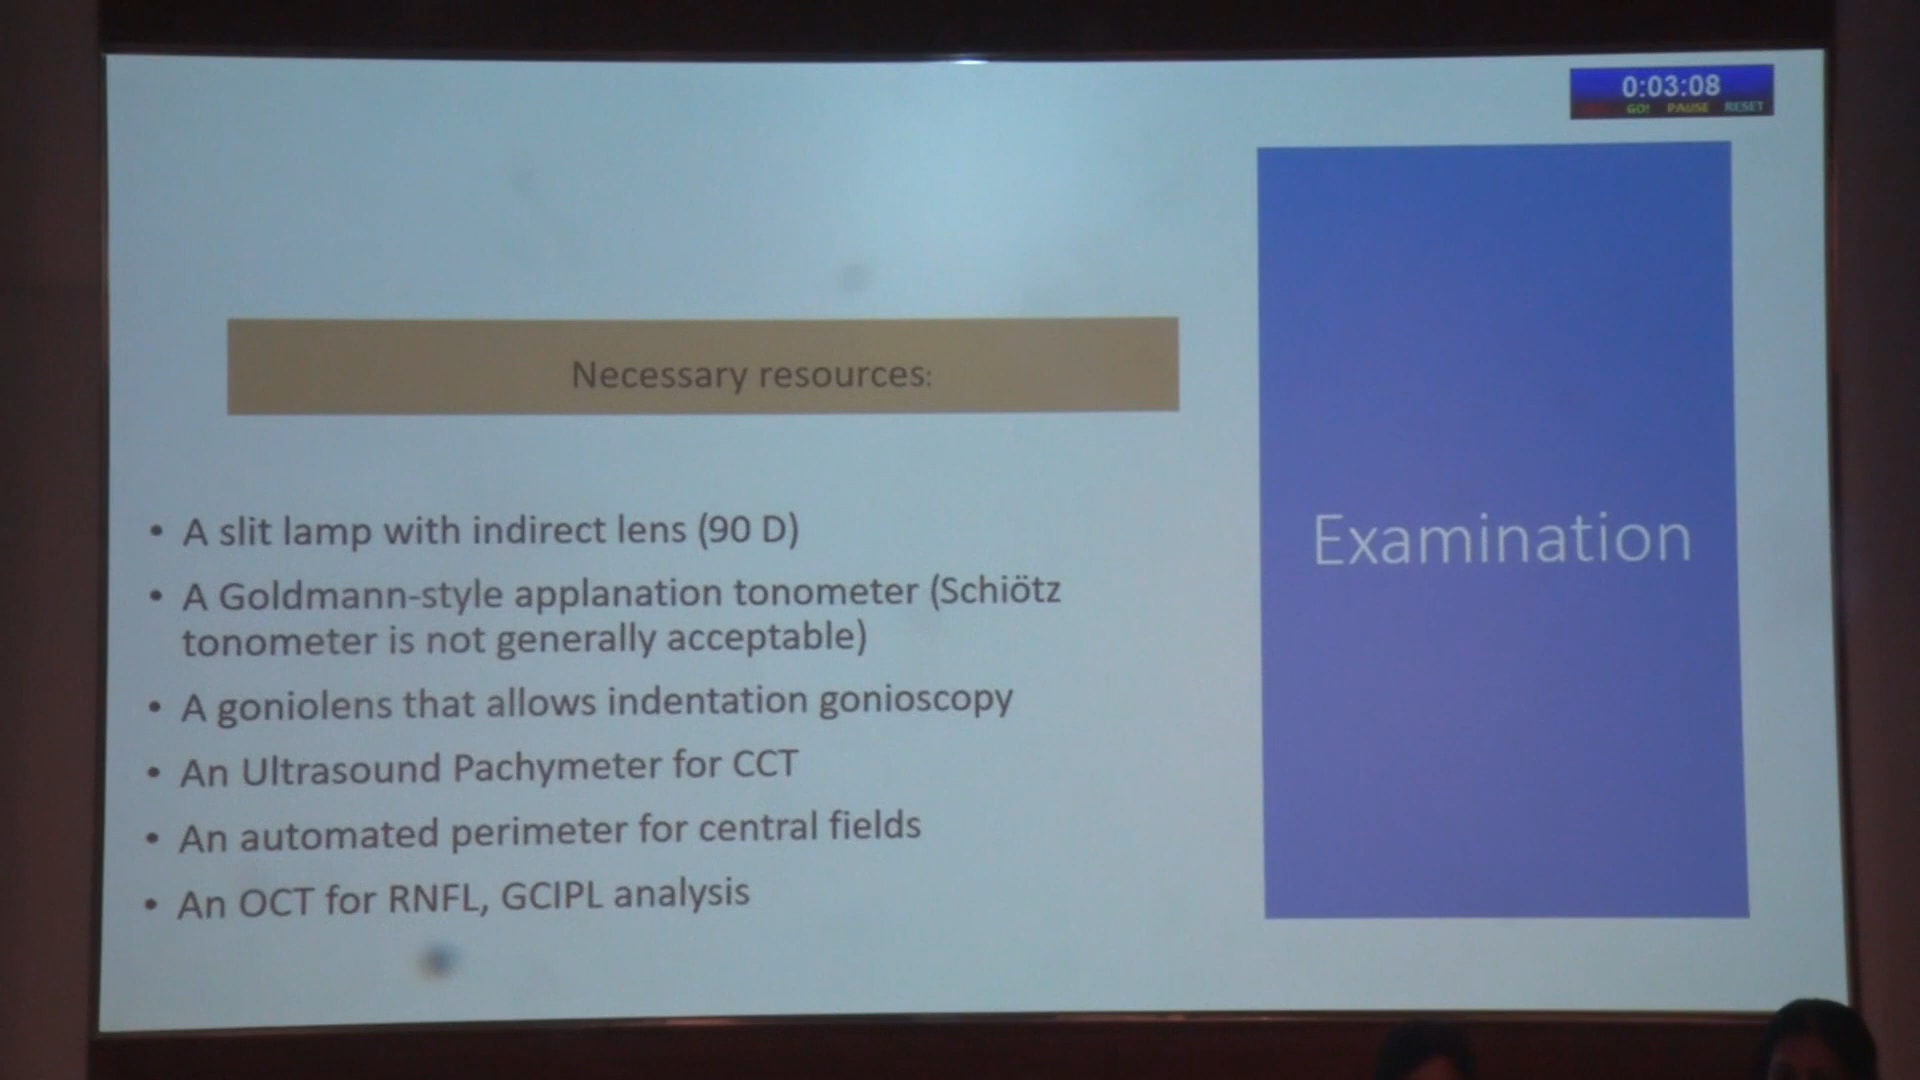 0:03:08
GO! PAUSE RESET
Necessary resources:
• A slit lamp with indirect lens (90 D)
• A Goldmann-style applanation tonometer (Schiötz
tonometer is not generally acceptable)
• A goniolens that allows indentation gonioscopy
• An Ultrasound Pachymeter for CCT
• An automated perimeter for central fields
• An OCT for RNFL, GCIPL analysis
Examination